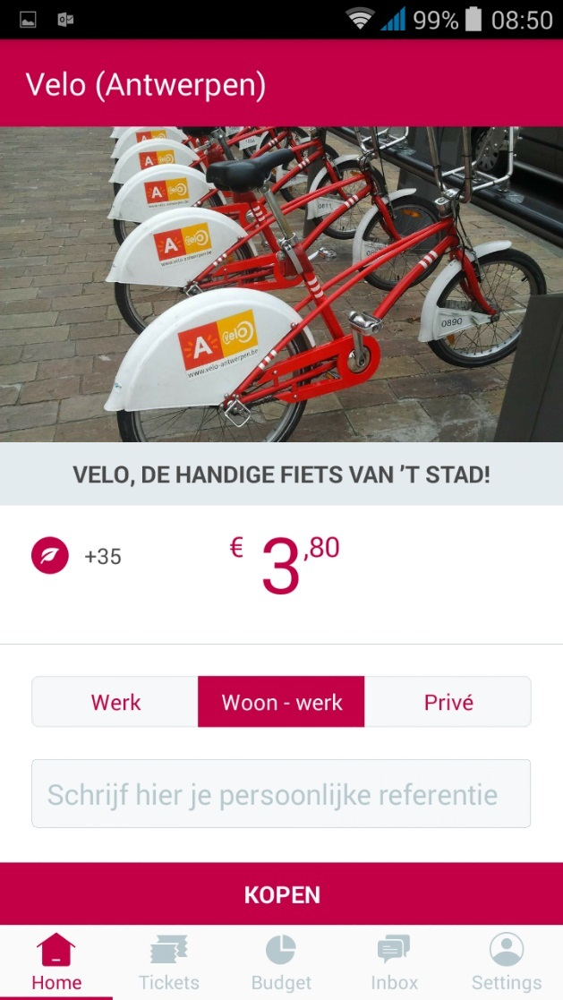 99% 08:50
Velo (Antwerpen)
A velo
www.velo-antwerpen.be
0890
0811
VELO, DE HANDIGE FIETS VAN 'T STAD!
+35
€ 3,80
Werk
Woon - werk
Privé
Schrijf hier je persoonlijke referentie
KOPEN
Home
Tickets
Budget
Inbox
Settings